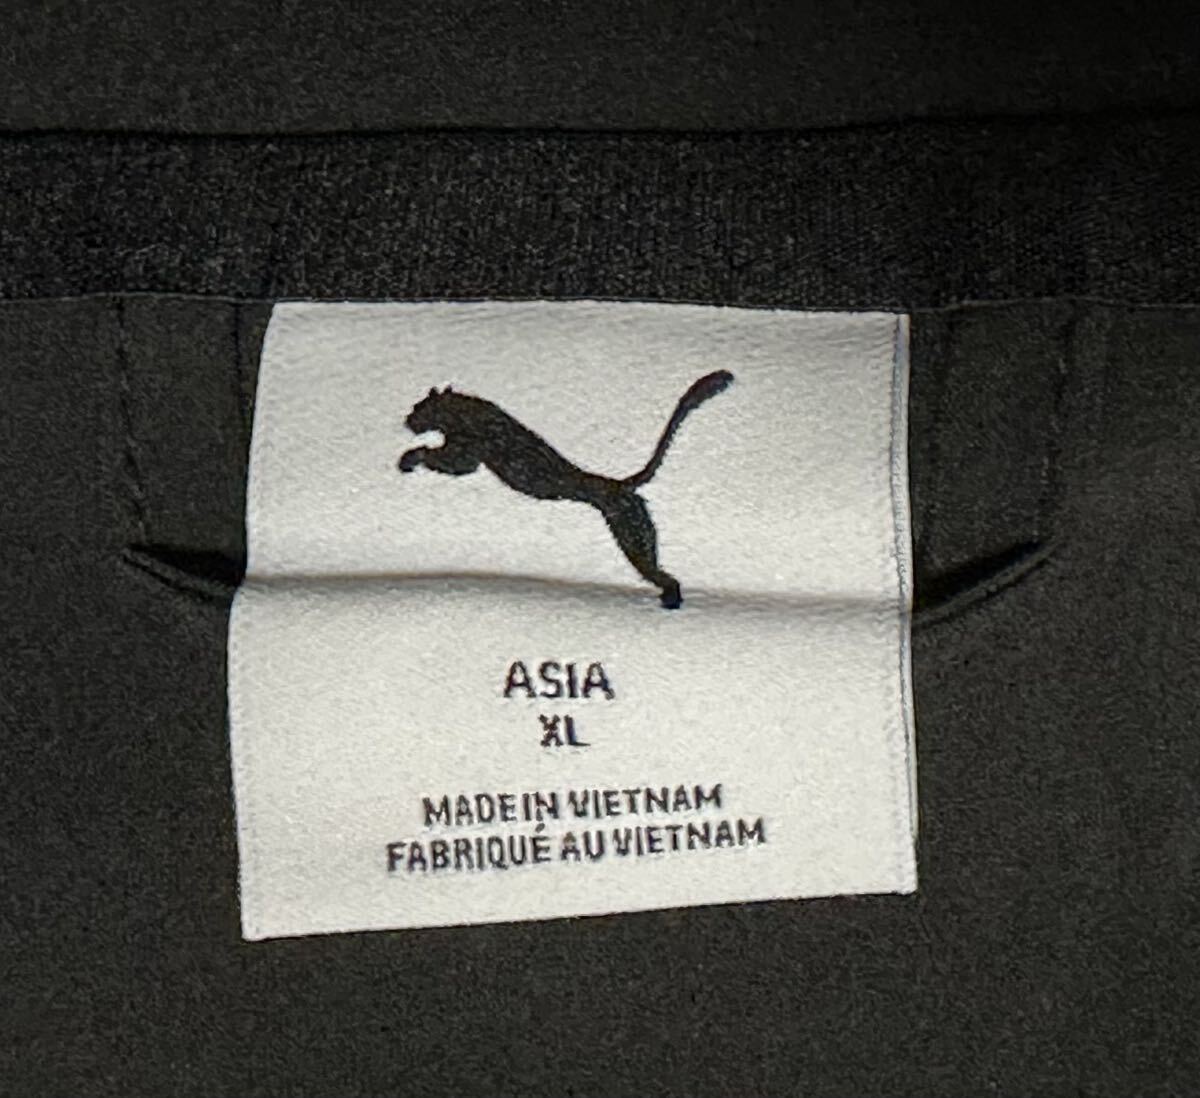 ASIA
XL
MADE IN VIETNAM
FABRIQUÉ AU VIETNAM